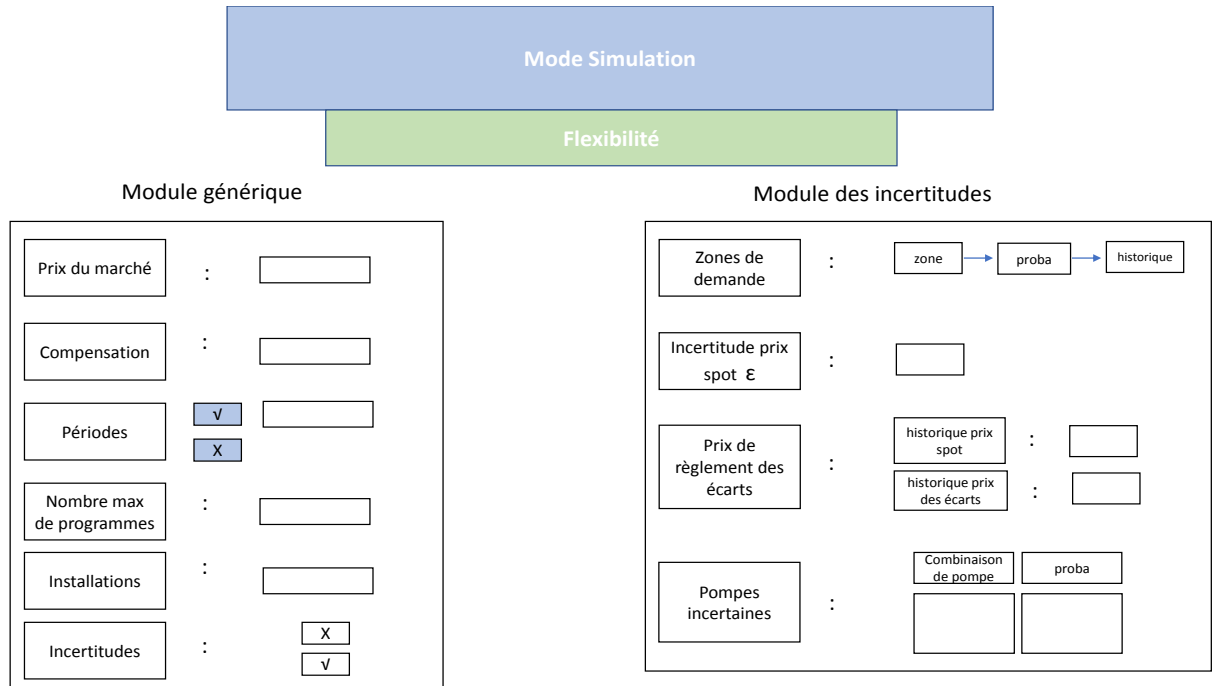 Mode Simulation
Flexibilité
Module générique
Prix du marché :
Compensation :
Périodes √
X
Nombre max
de programmes :
Installations :
Incertitudes : X
√
Module des incertitudes
Zones de
demande : zone proba historique
Incertitude prix
spot ε :
Prix de
règlement des
écarts :
historique prix
spot :
historique prix
des écarts :
Pompes
incertaines :
Combinaison
de pompe
proba